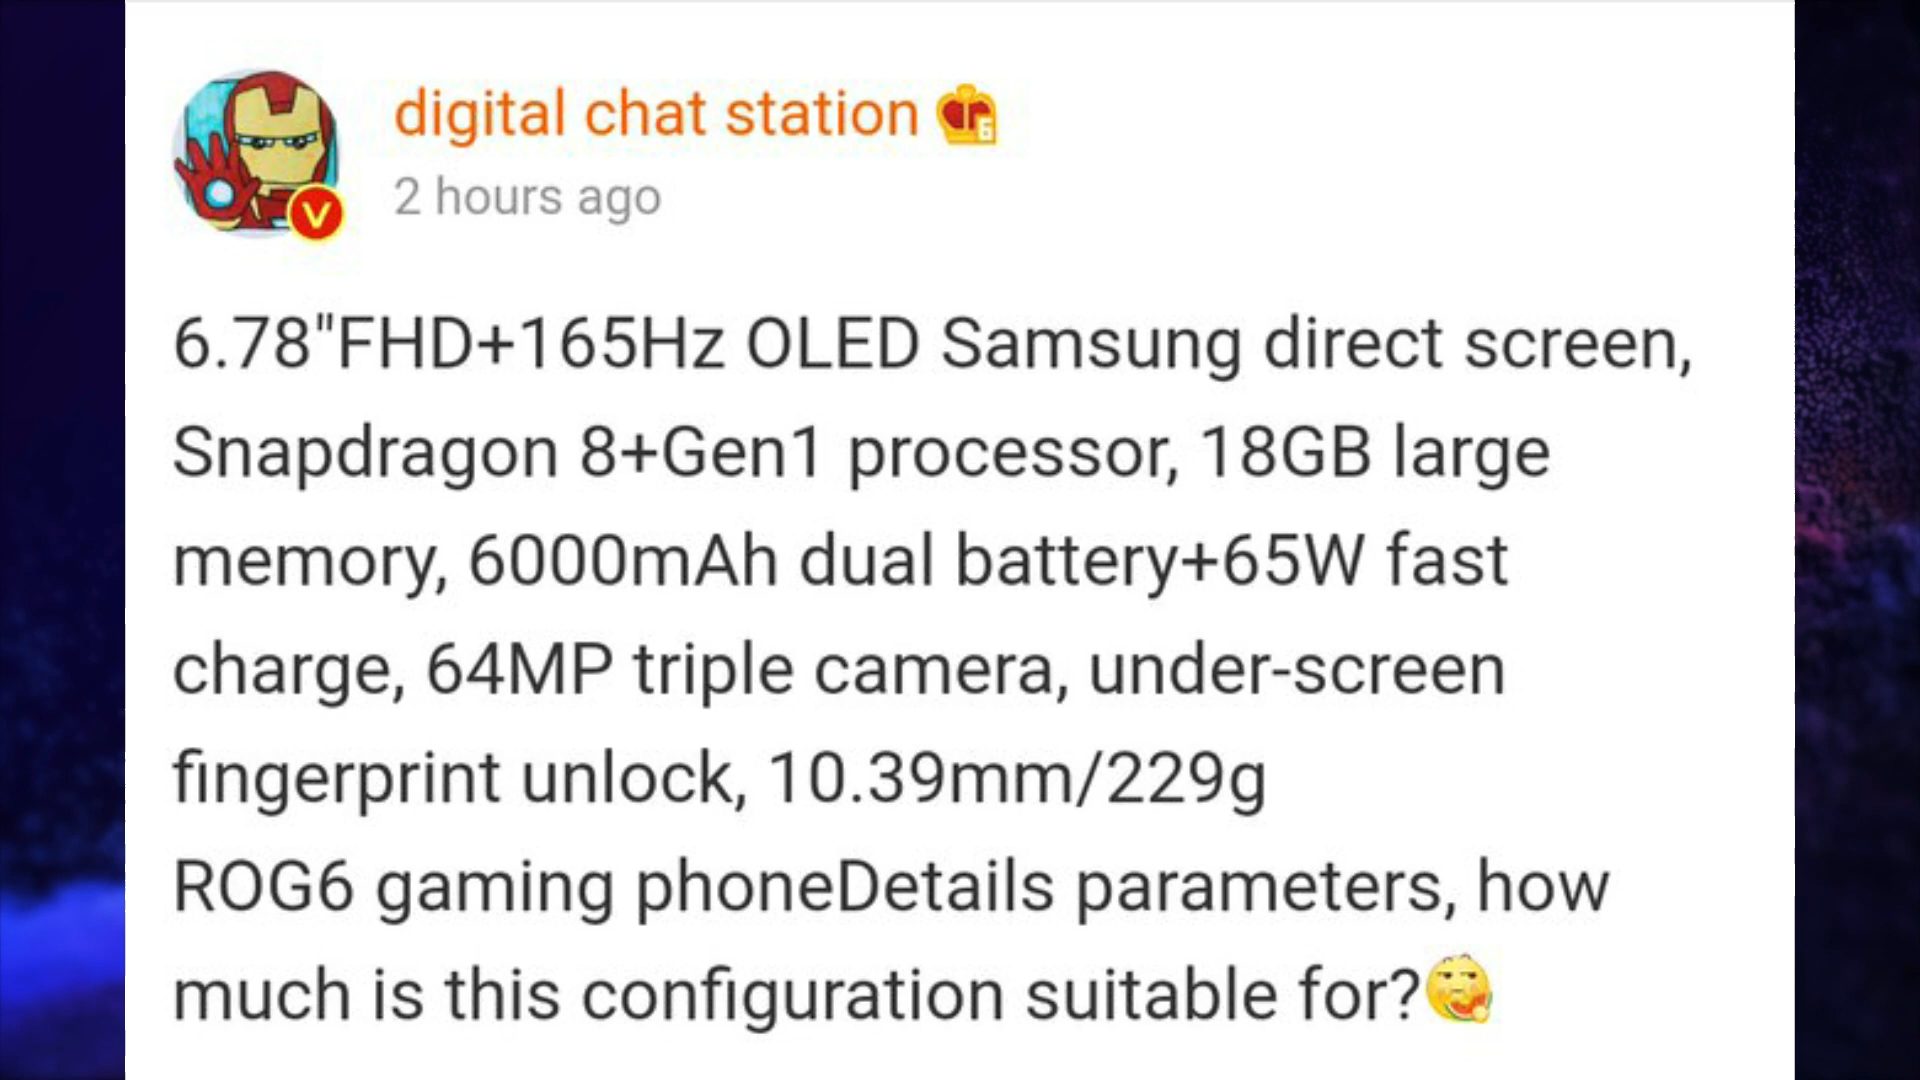 digital chat station
2 hours ago
6.78"FHD+165Hz OLED Samsung direct screen,
Snapdragon 8+Gen1 processor, 18GB large
memory, 6000mAh dual battery+65W fast
charge, 64MP triple camera, under-screen
fingerprint unlock, 10.39mm/229g
ROG6 gaming phoneDetails parameters, how
much is this configuration suitable for?